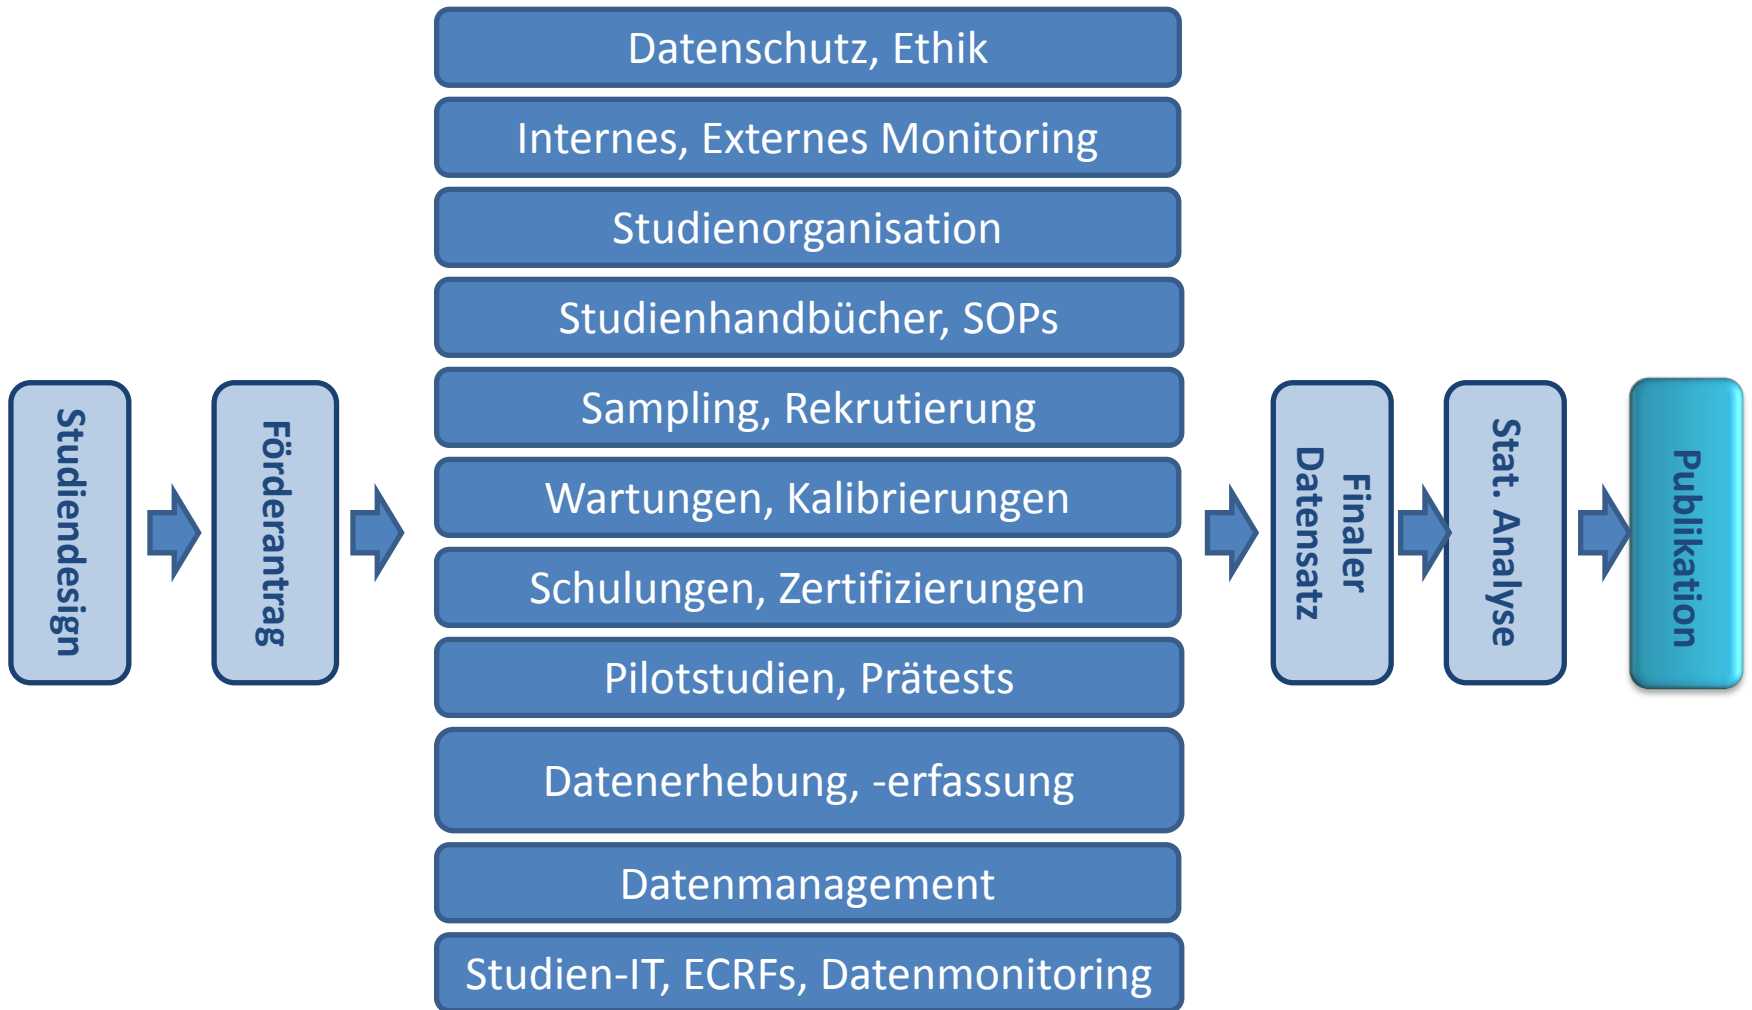 Studiendesign
Förderantrag
Datenschutz, Ethik
Internes, Externes Monitoring
Studienorganisation
Studienhandbücher, SOPs
Sampling, Rekrutierung
Wartungen, Kalibrierungen
Schulungen, Zertifizierungen
Pilotstudien, Prätests
Datenerhebung, -erfassung
Datenmanagement
Studien-IT, ECRFs, Datenmonitoring
Finaler
Datensatz
Stat. Analyse
Publikation